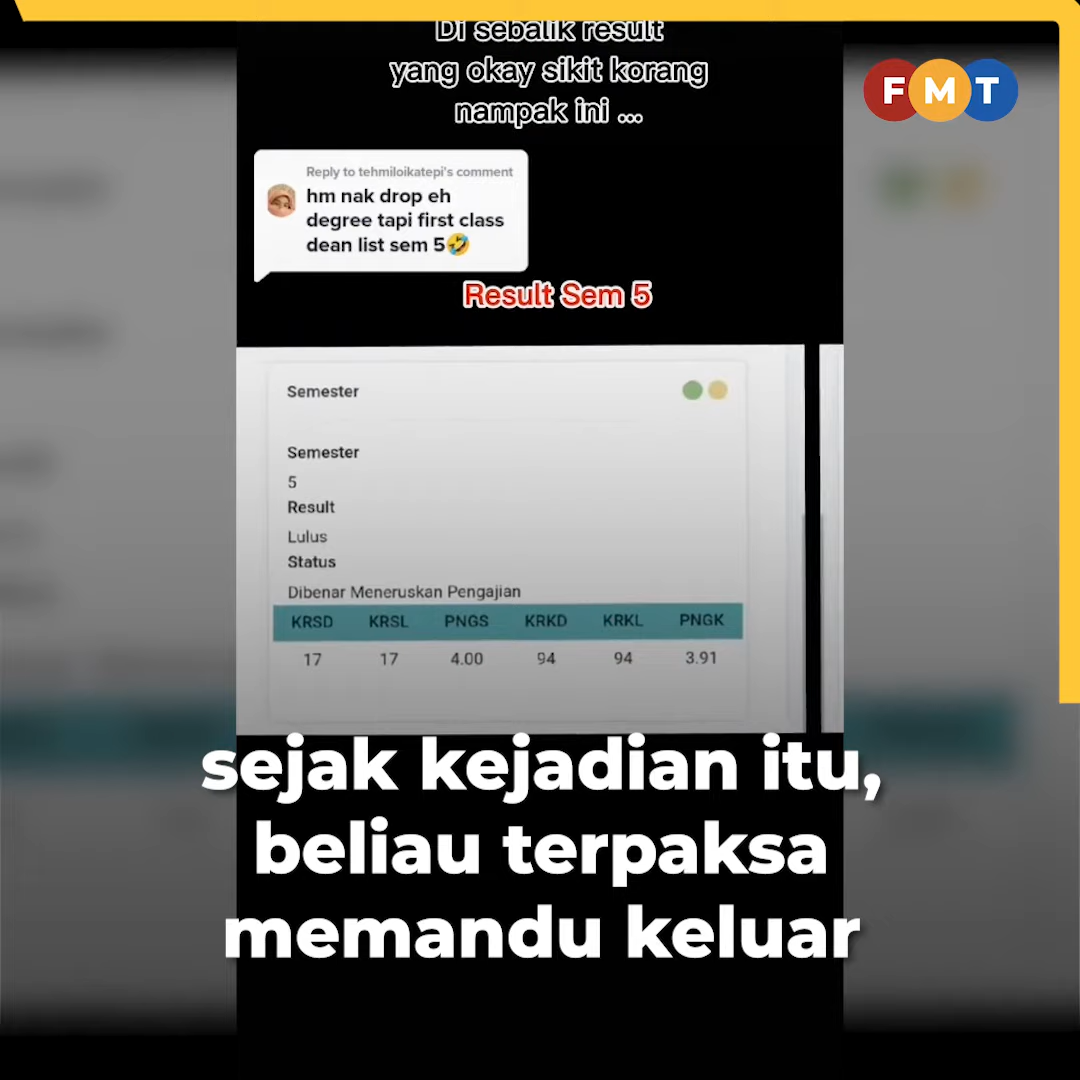 Di sebalik result
yang okay sikit korang
nampak ini ...
FMT
Reply to tehmiloikatepi's comment
hm nak drop eh
degree tapi first class
dean list sem 5🤣
Result Sem 5
Semester
Semester
5
Result
Lulus
Status
Dibenar Meneruskan Pengajian
KRSD KRSL PNGS KRKD KRKL PNGK
17 17 4.00 94 94 3.91
sejak kejadian itu,
beliau terpaksa
memandu keluar